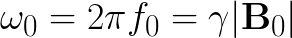 ω₀ = 2πf₀ = γ|B₀|